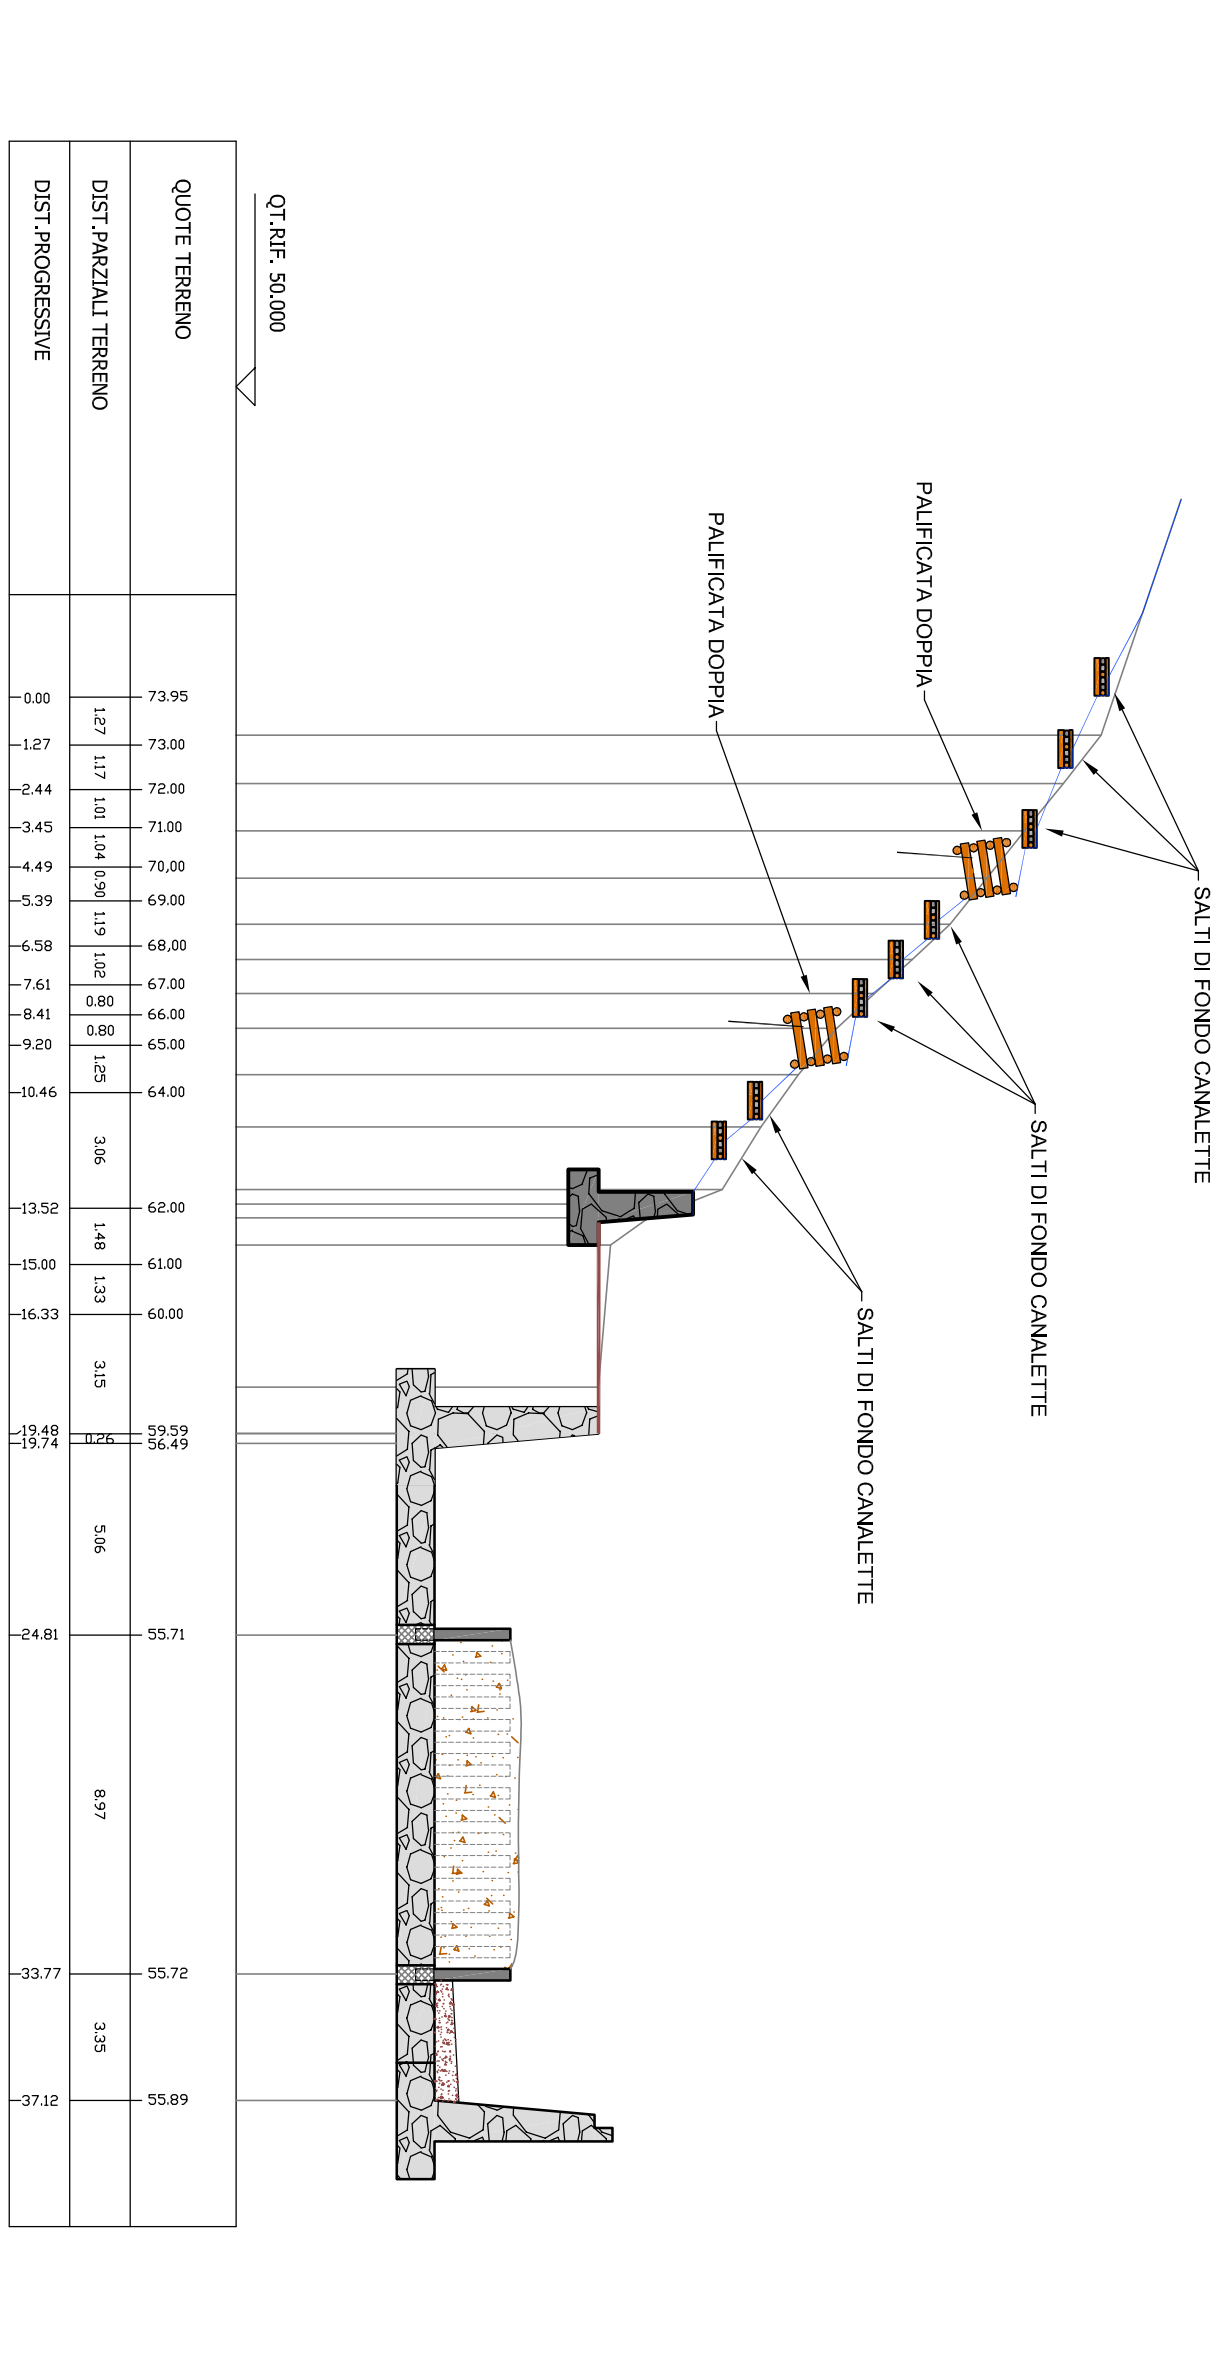 SALTI DI FONDO CANALETTE
PALIFICATA DOPPIA
SALTI DI FONDO CANALETTE
PALIFICATA DOPPIA
SALTI DI FONDO CANALETTE
QT.RIF. 50.000
QUOTE TERRENO 73.95 73.00 72.00 71.00 70,00 69.00 68,00 67.00 66.00 65.00 64.00 62.00 61.00 60.00 59.59 56.49 55.71 55.72 55.89
DIST.PARZIALI TERRENO 1.27 1.17 1.01 1.04 0.90 1.19 1.02 0.80 0.80 1.25 3.06 1.48 1.33 3.15 0.26 5.06 8.97 3.35
DIST.PROGRESSIVE 0.00 1.27 2.44 3.45 4.49 5.39 6.58 7.61 8.41 9.20 10.46 13.52 15.00 16.33 19.48 19.74 24.81 33.77 37.12